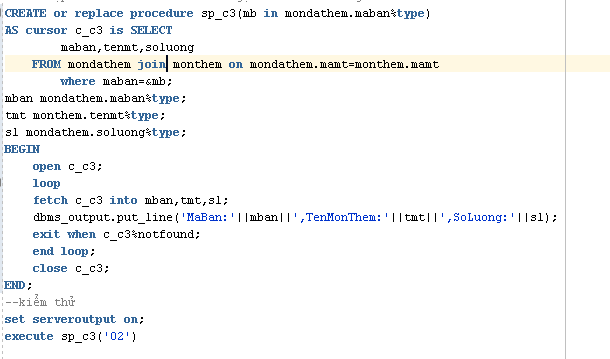 CREATE or replace procedure sp_c3(mb in mondathem.maban%type)
AS cursor c_c3 is SELECT
maban,tenmt,soluong
FROM mondathem join monthem on mondathem.mamt=monthem.mamt
where maban=&mb;
mban mondathem.maban%type;
tmt monthem.tenmt%type;
sl mondathem.soluong%type;
BEGIN
open c_c3;
loop
fetch c_c3 into mban,tmt,sl;
dbms_output.put_line('MaBan:'||mban||',TenMonThem:'||tmt||',SoLuong:'||sl);
exit when c_c3%notfound;
end loop;
close c_c3;
END;
--kiểm thử
set serveroutput on;
execute sp_c3('02')